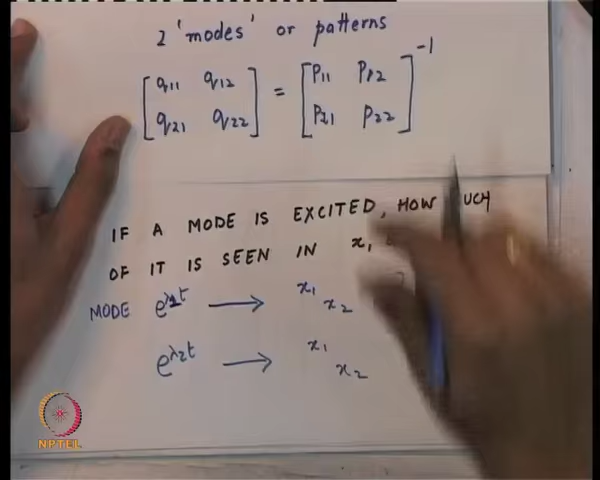 2 'modes' or patterns
[q11 q12 q21 q22] = [p11 p12 p21 p22]^-1
IF A MODE IS EXCITED, HOW
OF IT IS SEEN IN x1
MODE e^λ1t → x1 x2
e^λ2t → x1 x2
NPTEL